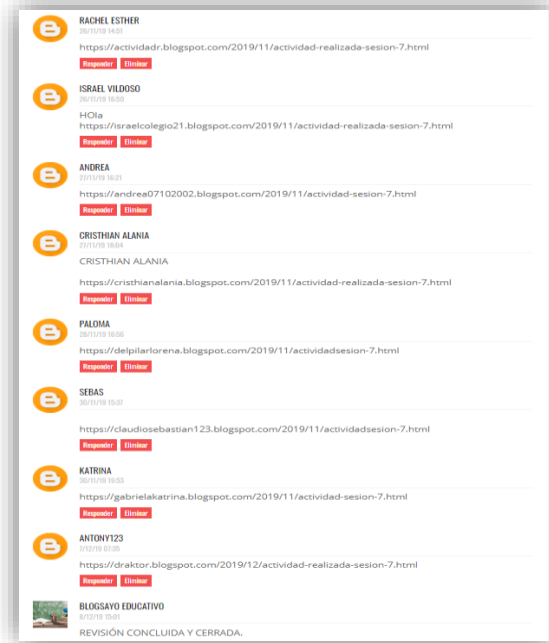 RACHEL ESTHER
26/11/19 14:51
https://actividadr.blogspot.com/2019/11/actividad-realizada-sesion-7.html
Responder Eliminar
ISRAEL VILDOSO
26/11/19 16:59
HOla
https://israelcolegio21.blogspot.com/2019/11/actividad-realizada-sesion-7.html
Responder Eliminar
ANDREA
27/11/19 16:21
https://andrea07102002.blogspot.com/2019/11/actividad-sesion-7.html
Responder Eliminar
CRISTHIAN ALANIA
27/11/19 18:04
CRISTHIAN ALANIA
https://cristhianalania.blogspot.com/2019/11/actividad-realizada-sesion-7.html
Responder Eliminar
PALOMA
28/11/19 16:56
https://delpilarlorena.blogspot.com/2019/11/actividadsesion-7.html
Responder Eliminar
SEBAS
30/11/19 15:37
https://claudiosebastian123.blogspot.com/2019/11/actividadsesion-7.html
Responder Eliminar
KATRINA
30/11/19 19:53
https://gabrielakatrina.blogspot.com/2019/11/actividad-sesion-7.html
Responder Eliminar
ANTONY123
7/12/19 07:35
https://draktor.blogspot.com/2019/12/actividad-realizada-sesion-7.html
Responder Eliminar
BLOGSAYO EDUCATIVO
9/12/19 15:01
REVISIÓN CONCLUIDA Y CERRADA.